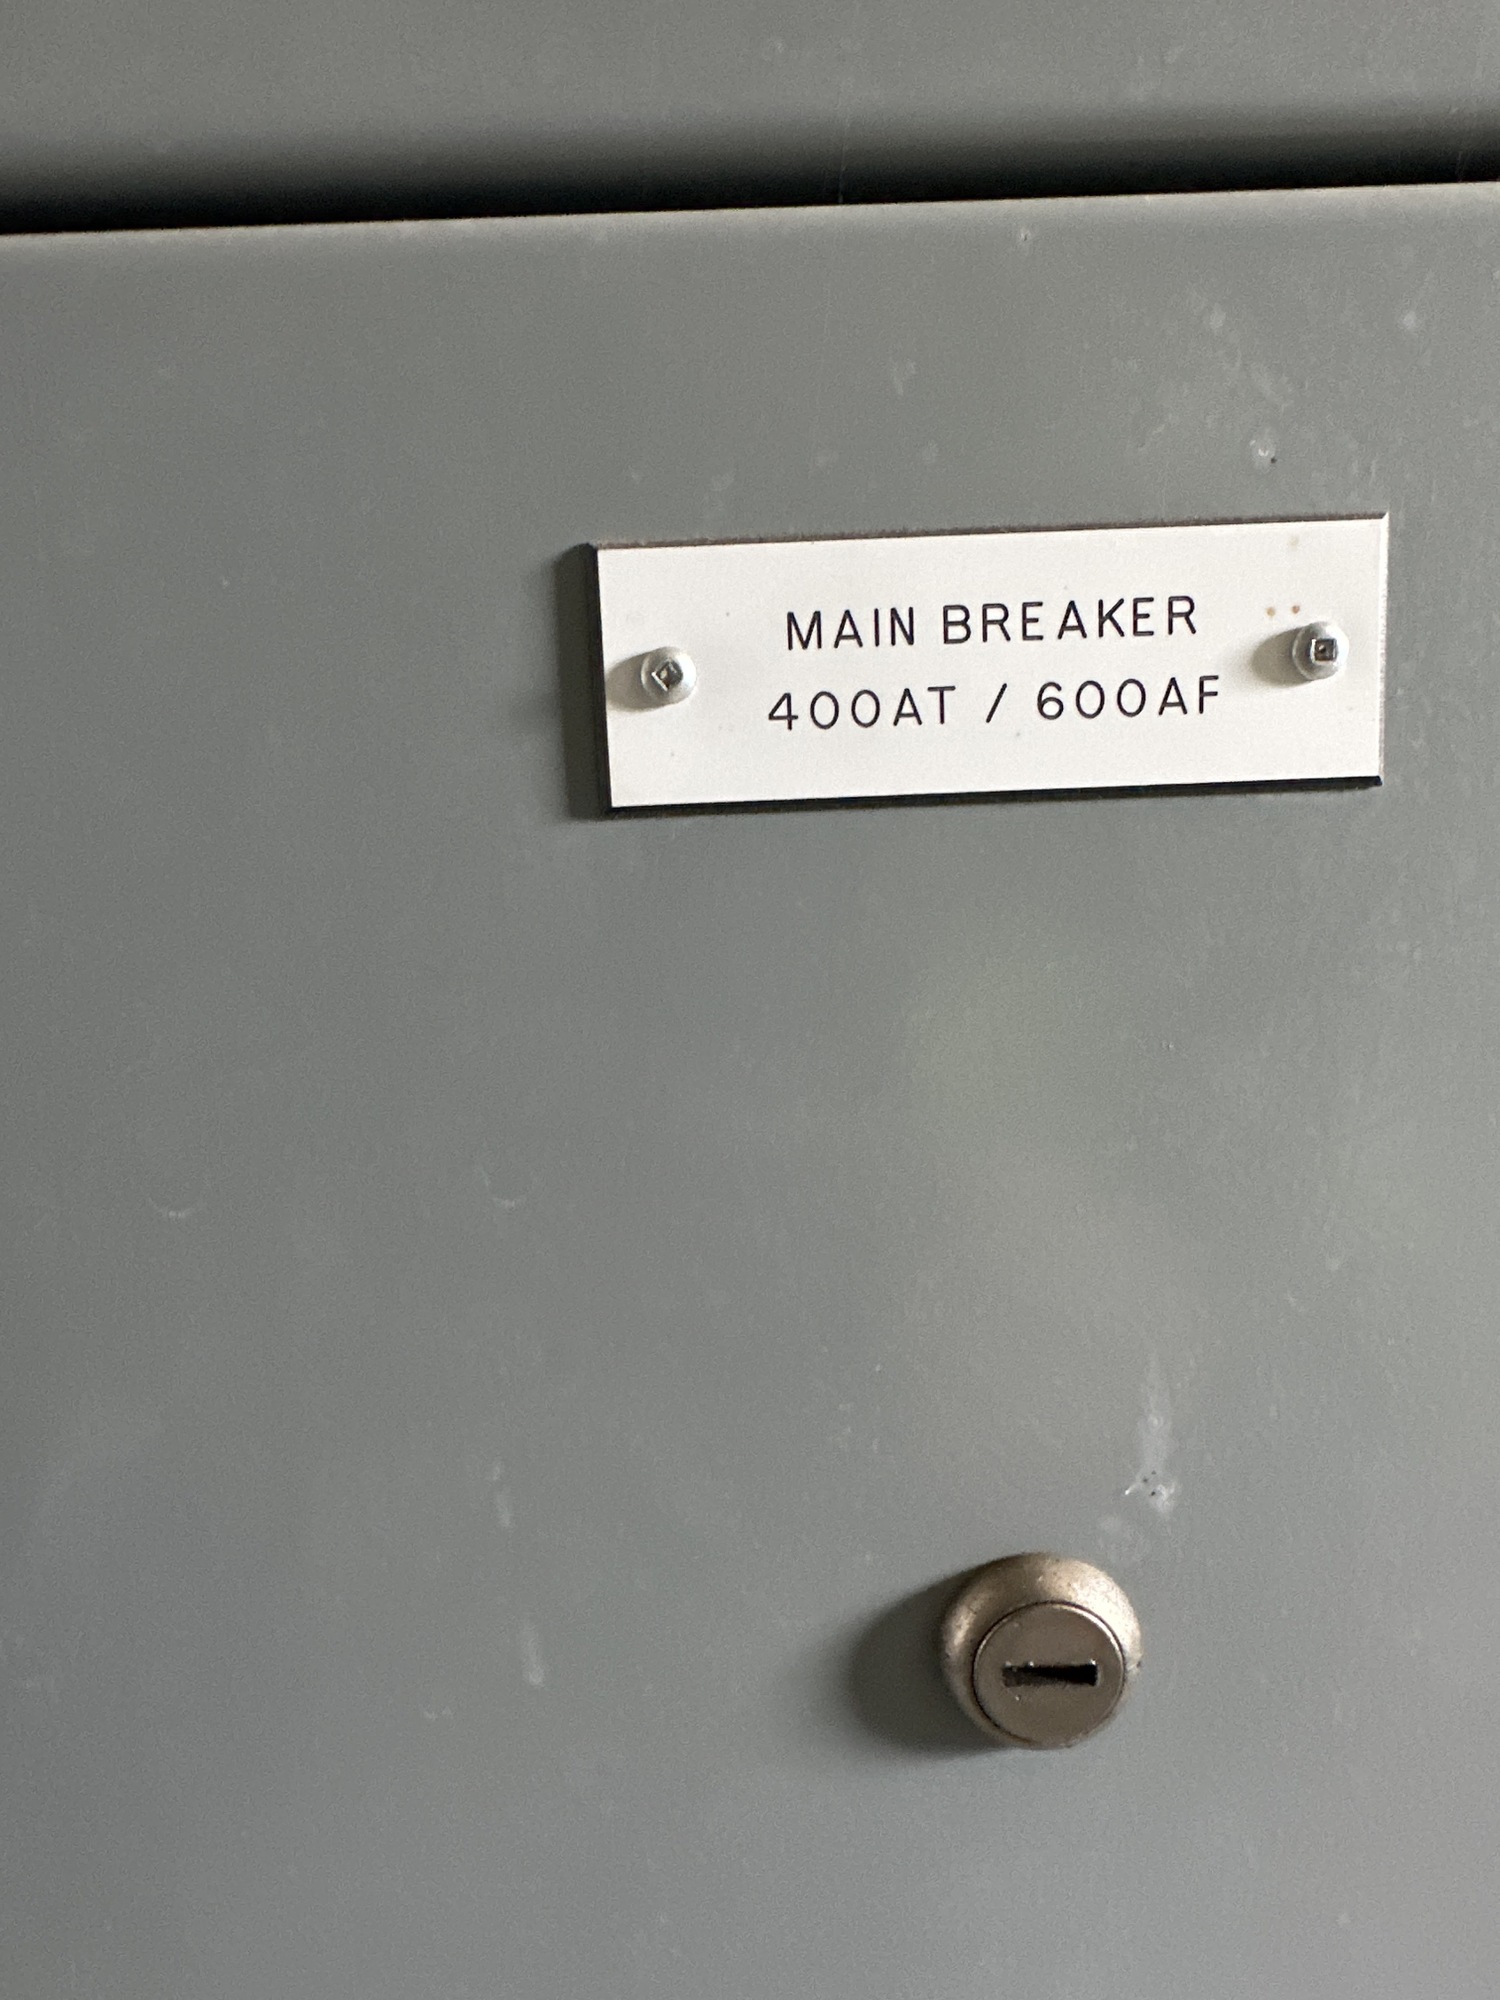 MAIN BREAKER
400AT / 600AF